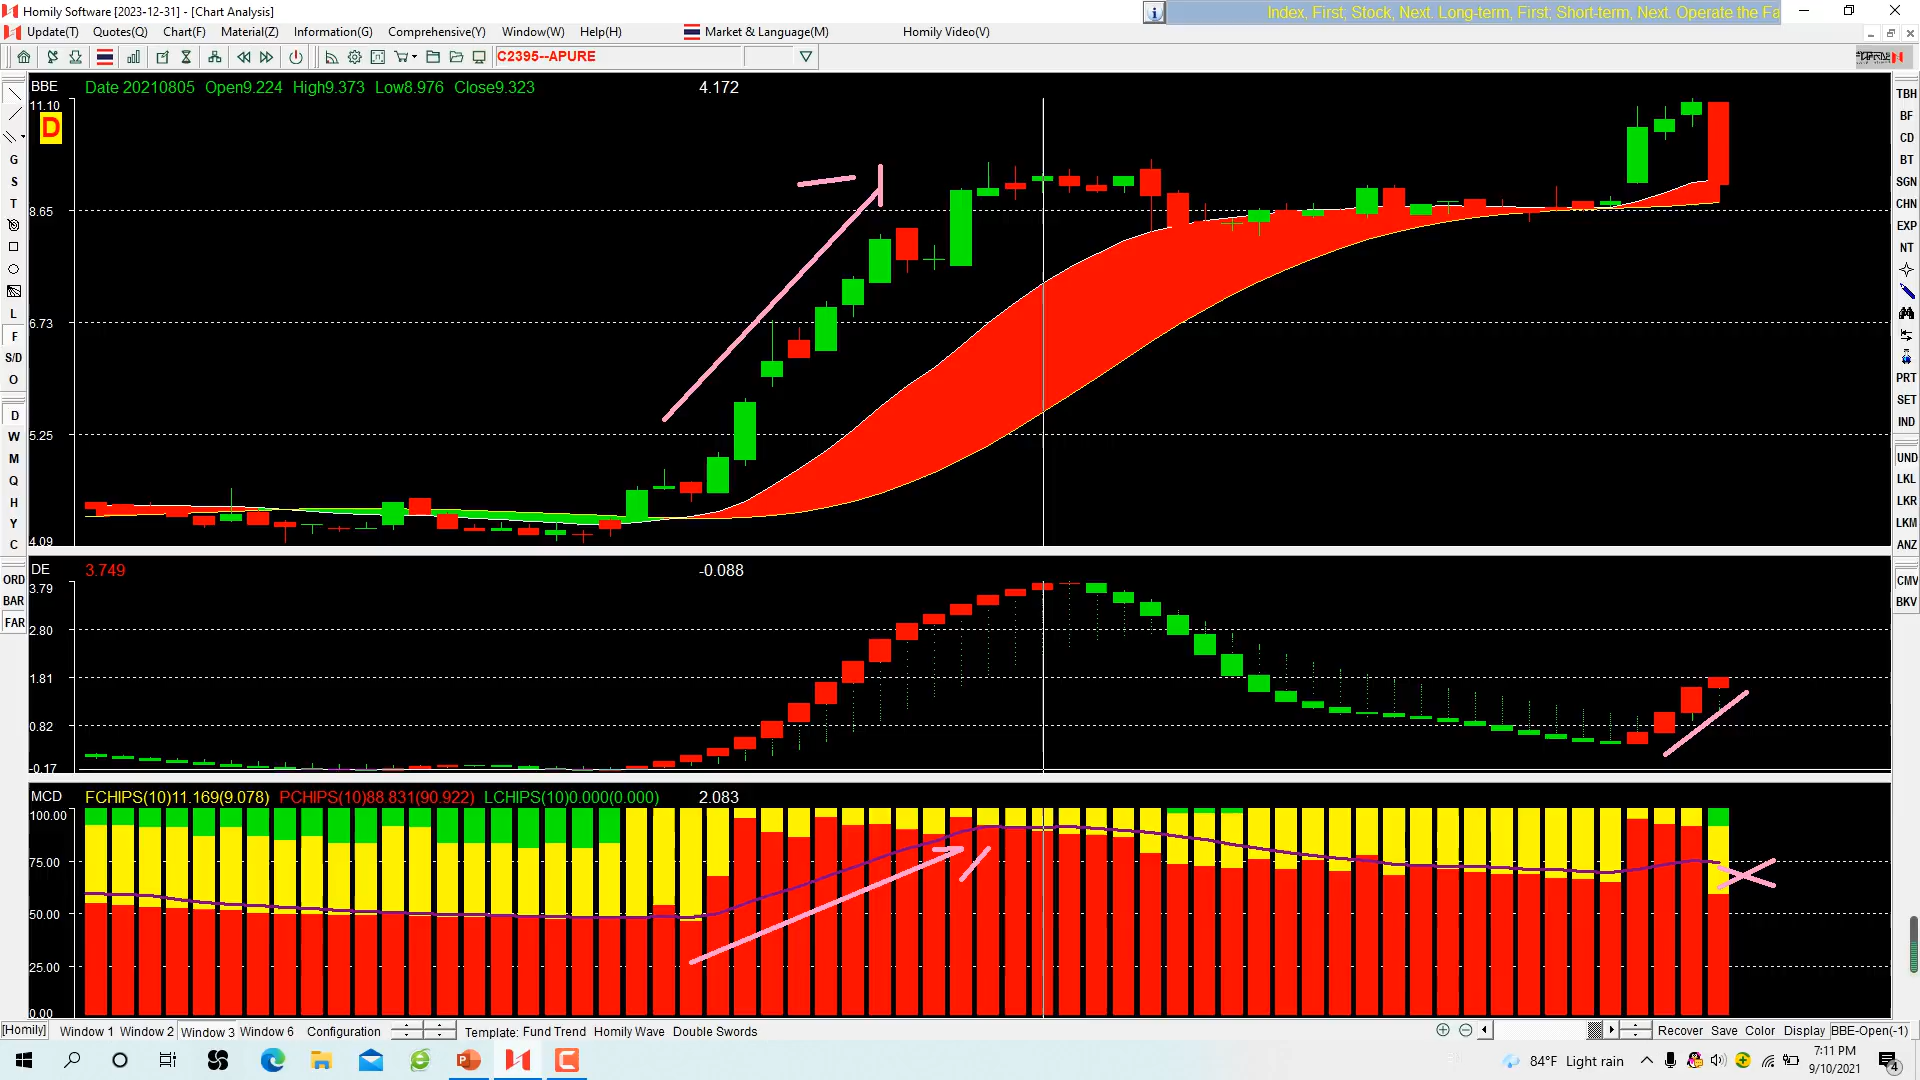 Homily Software [2023-12-31] - [Chart Analysis]
Index, First; Stock, Next. Long-term, First; Short-term, Next. Operate the Fa
Update(T) Quotes(Q) Chart(F) Material(Z) Information(G) Comprehensive(Y) Window(W) Help(H) Market & Language(M) Homily Video(V)
C2395--APURE
BBE Date 20210805 Open9.224 High9.373 Low8.976 Close9.323 4.172
11.10
D
8.65
6.73
5.25
4.09
DE 3.749 -0.088
3.79
2.80
1.81
0.82
-0.17
MCD FCHIPS(10)11.169(9.078) PCHIPS(10)88.831(90.922) LCHIPS(10)0.000(0.000) 2.083
100.00
75.00
50.00
25.00
0.00
G
S
T
L
F
S/D
O
D
W
M
Q
H
Y
C
ORD
BAR
FAR
TBH
BF
CD
BT
SGN
CHN
EXP
NT
PRT
SET
IND
UND
LKL
LKR
LKM
ANZ
CMV
BKV
[Homily] Window 1 Window 2 Window 3 Window 6 Configuration Template: Fund Trend Homily Wave Double Swords Recover Save Color Display BBE-Open(-1)
84°F Light rain
7:11 PM
9/10/2021
4